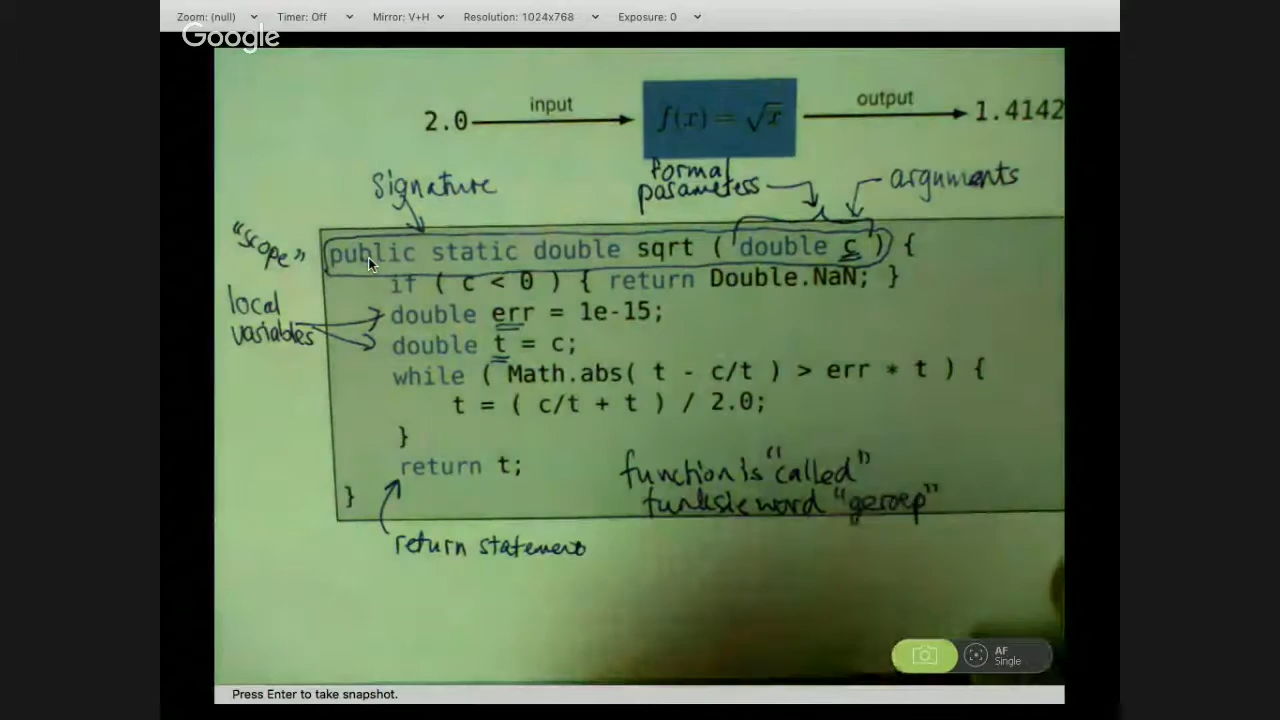 Zoom: (null) Timer: Off Mirror: V+H Resolution: 1024x768 Exposure: 0
Google
2.0 input f(x) = √x output 1.4142
Signature
formal parameters
arguments
"scope"
public static double sqrt ( double c ) {
if ( c < 0 ) { return Double.NaN; }
local variables
double err = 1e-15;
double t = c;
while ( Math.abs( t - c/t ) > err * t ) {
t = ( c/t + t ) / 2.0;
}
return t;
}
function is "called"
funksie word "geroep"
return statement
AF
Single
Press Enter to take snapshot.